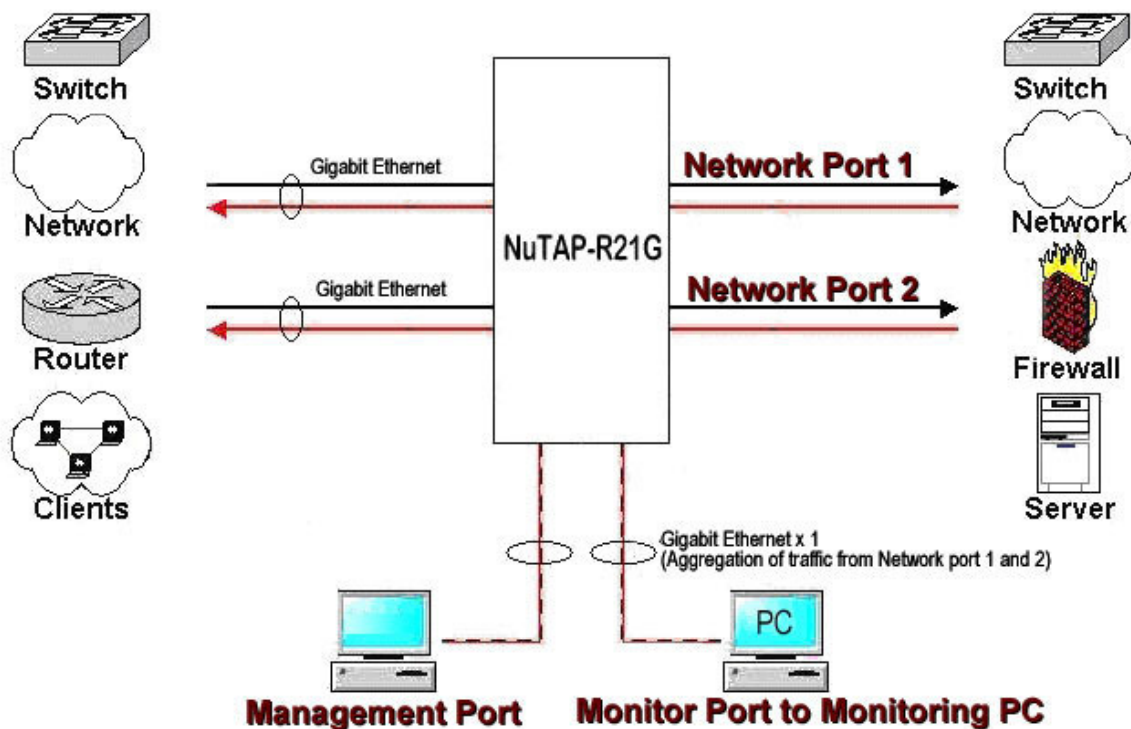 Switch
Network
Router
Clients
Gigabit Ethernet
Gigabit Ethernet
NuTAP-R21G
Network Port 1
Network Port 2
Switch
Network
Firewall
Server
Gigabit Ethernet x 1
(Aggregation of traffic from Network port 1 and 2)
PC
Management Port
Monitor Port to Monitoring PC